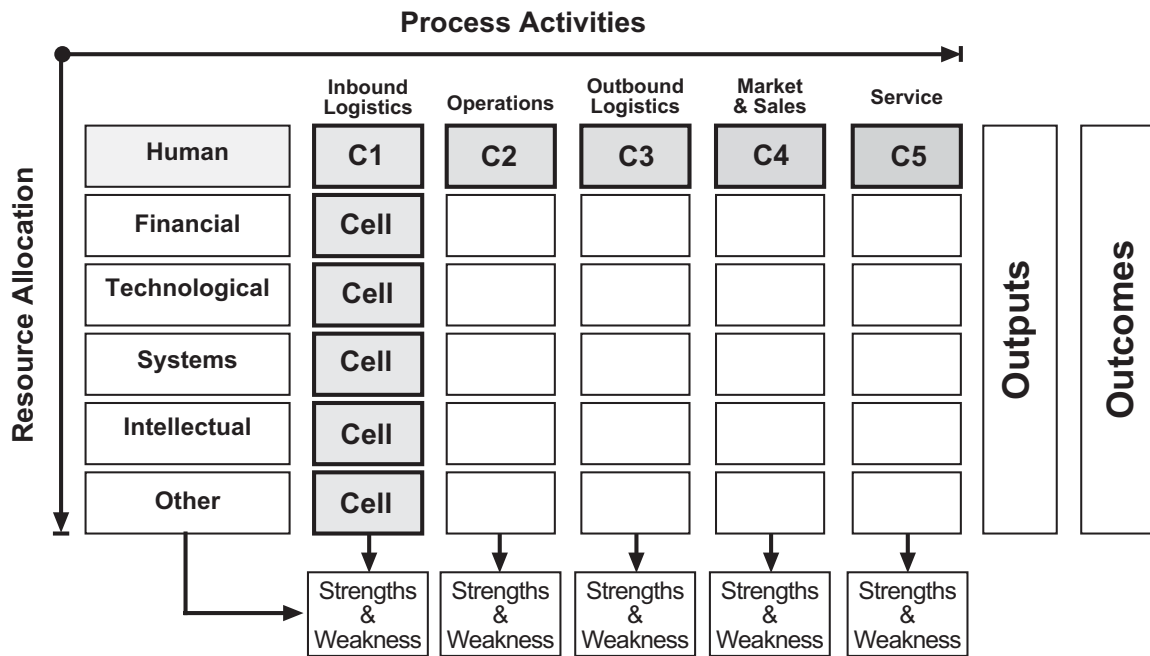 Process Activities
Inbound
Logistics
Operations
Outbound
Logistics
Market
& Sales
Service
Resource Allocation
Human
C1
C2
C3
C4
C5
Financial
Cell
Technological
Cell
Systems
Cell
Intellectual
Cell
Other
Cell
Outputs
Outcomes
Strengths
&
Weakness
Strengths
&
Weakness
Strengths
&
Weakness
Strengths
&
Weakness
Strengths
&
Weakness